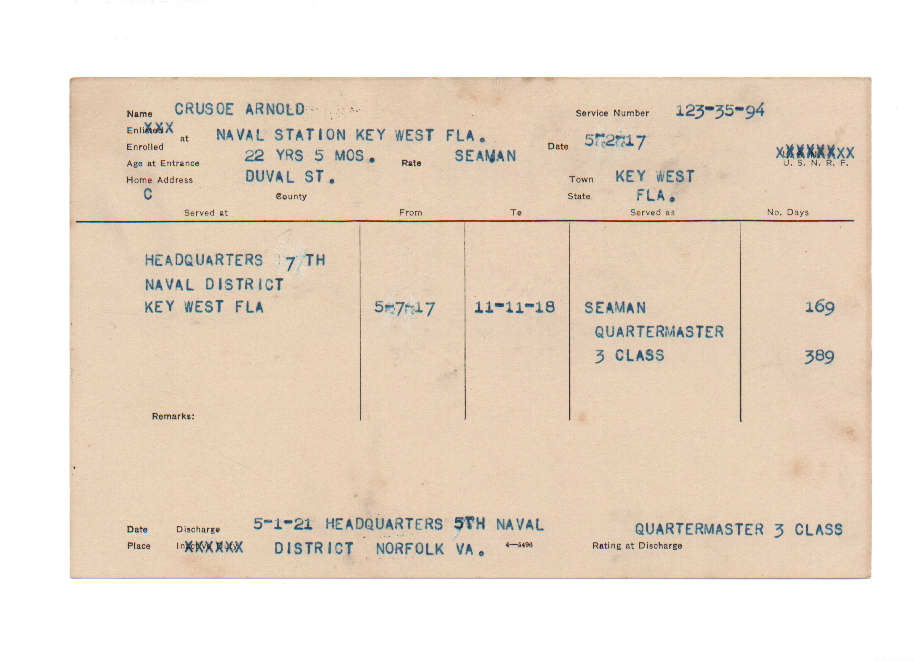 Name CRUSOE ARNOLD Service Number 123-35-94
XXX
Enrolled at NAVAL STATION KEY WEST FLA. Date 5-2-17 XXXXXXXX
Age at Entrance 22 YRS 5 MOS. Rate SEAMAN U. S. N. R. F.
Home Address DUVAL ST. Town KEY WEST
C County State FLA.
Served at From To Served as No. Days
HEADQUARTERS 7TH
NAVAL DISTRICT
KEY WEST FLA 5-7-17 11-11-18 SEAMAN 169
QUARTERMASTER
3 CLASS 389
Remarks:
Date Discharge 5-1-21 HEADQUARTERS 5TH NAVAL QUARTERMASTER 3 CLASS
Place XXXXXX DISTRICT NORFOLK VA. Rating at Discharge